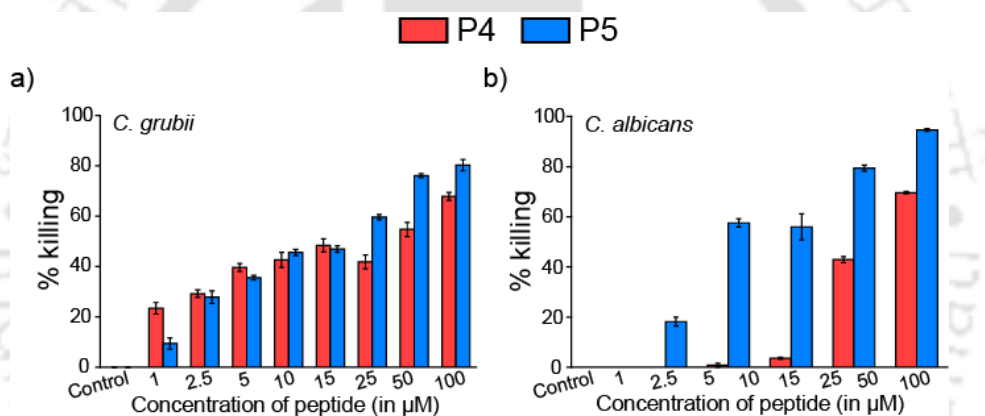 P4 P5
a)
C. grubii
% killing
100
80
60
40
20
0
Control 1 2.5 5 10 15 25 50 100
Concentration of peptide (in µM)
b)
C. albicans
% killing
100
80
60
40
20
0
Control 1 2.5 5 10 15 25 50 100
Concentration of peptide (in µM)